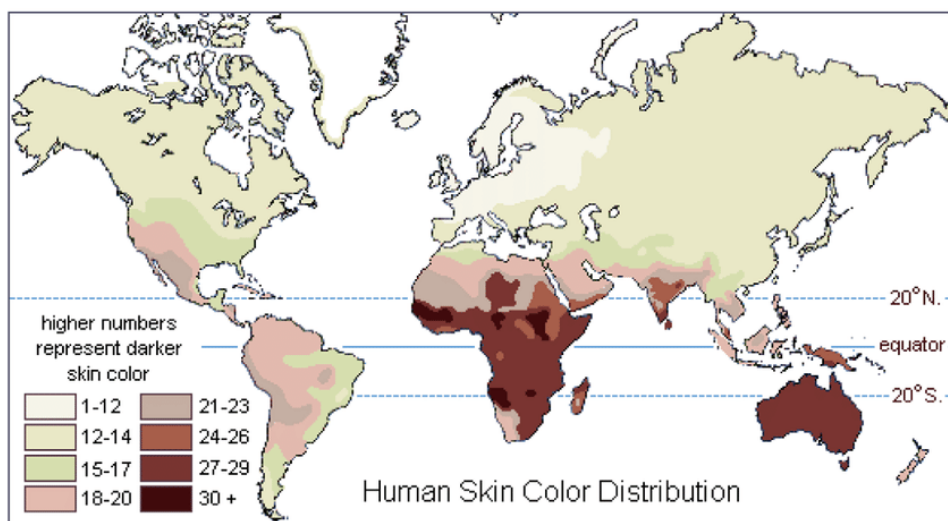 20°N.
higher numbers
represent darker
skin color
equator
1-12
21-23
20°S.
12-14
24-26
15-17
27-29
18-20
30 +
Human Skin Color Distribution